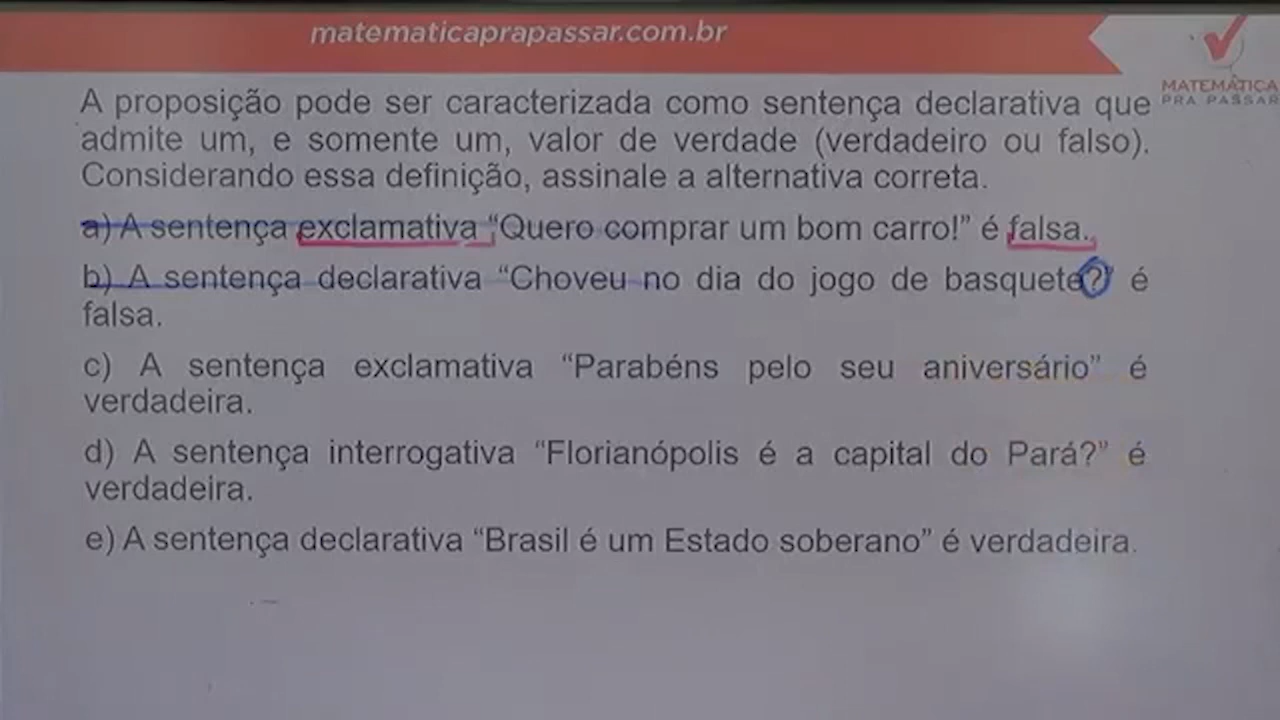 matematicaprapassar.com.br
MATEMÁTICA
PRA PASSAR
A proposição pode ser caracterizada como sentença declarativa que
admite um, e somente um, valor de verdade (verdadeiro ou falso).
Considerando essa definição, assinale a alternativa correta.
a) A sentença exclamativa “Quero comprar um bom carro!” é falsa.
b) A sentença declarativa “Choveu no dia do jogo de basquete?” é
falsa.
c) A sentença exclamativa “Parabéns pelo seu aniversário” é
verdadeira.
d) A sentença interrogativa “Florianópolis é a capital do Pará?” é
verdadeira.
e) A sentença declarativa “Brasil é um Estado soberano” é verdadeira.